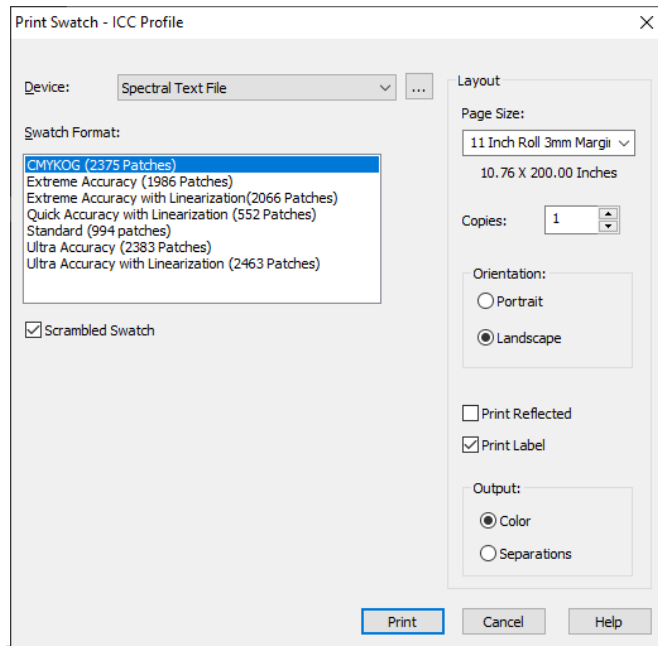 Print Swatch - ICC Profile
Device:
Spectral Text File
...
Swatch Format:
CMYKOG (2375 Patches)
Extreme Accuracy (1986 Patches)
Extreme Accuracy with Linearization(2066 Patches)
Quick Accuracy with Linearization (552 Patches)
Standard (994 patches)
Ultra Accuracy (2383 Patches)
Ultra Accuracy with Linearization (2463 Patches)
Scrambled Swatch
Layout
Page Size:
11 Inch Roll 3mm Margin
10.76 X 200.00 Inches
Copies:
1
Orientation:
Portrait
Landscape
Print Reflected
Print Label
Output:
Color
Separations
Print
Cancel
Help